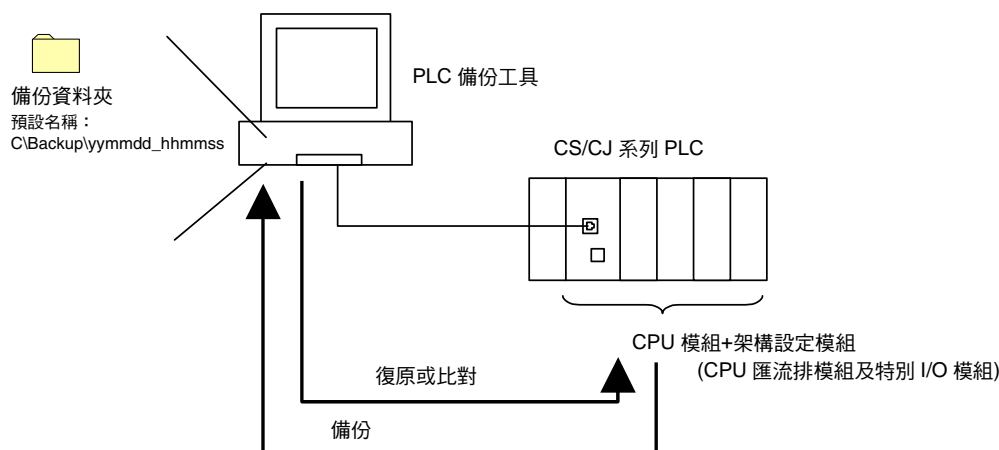 備份資料夾
預設名稱：
C\Backup\yymmdd_hhmmss
PLC 備份工具
CS/CJ 系列 PLC
CPU 模組+架構設定模組
(CPU 匯流排模組及特別 I/O 模組)
復原或比對
備份